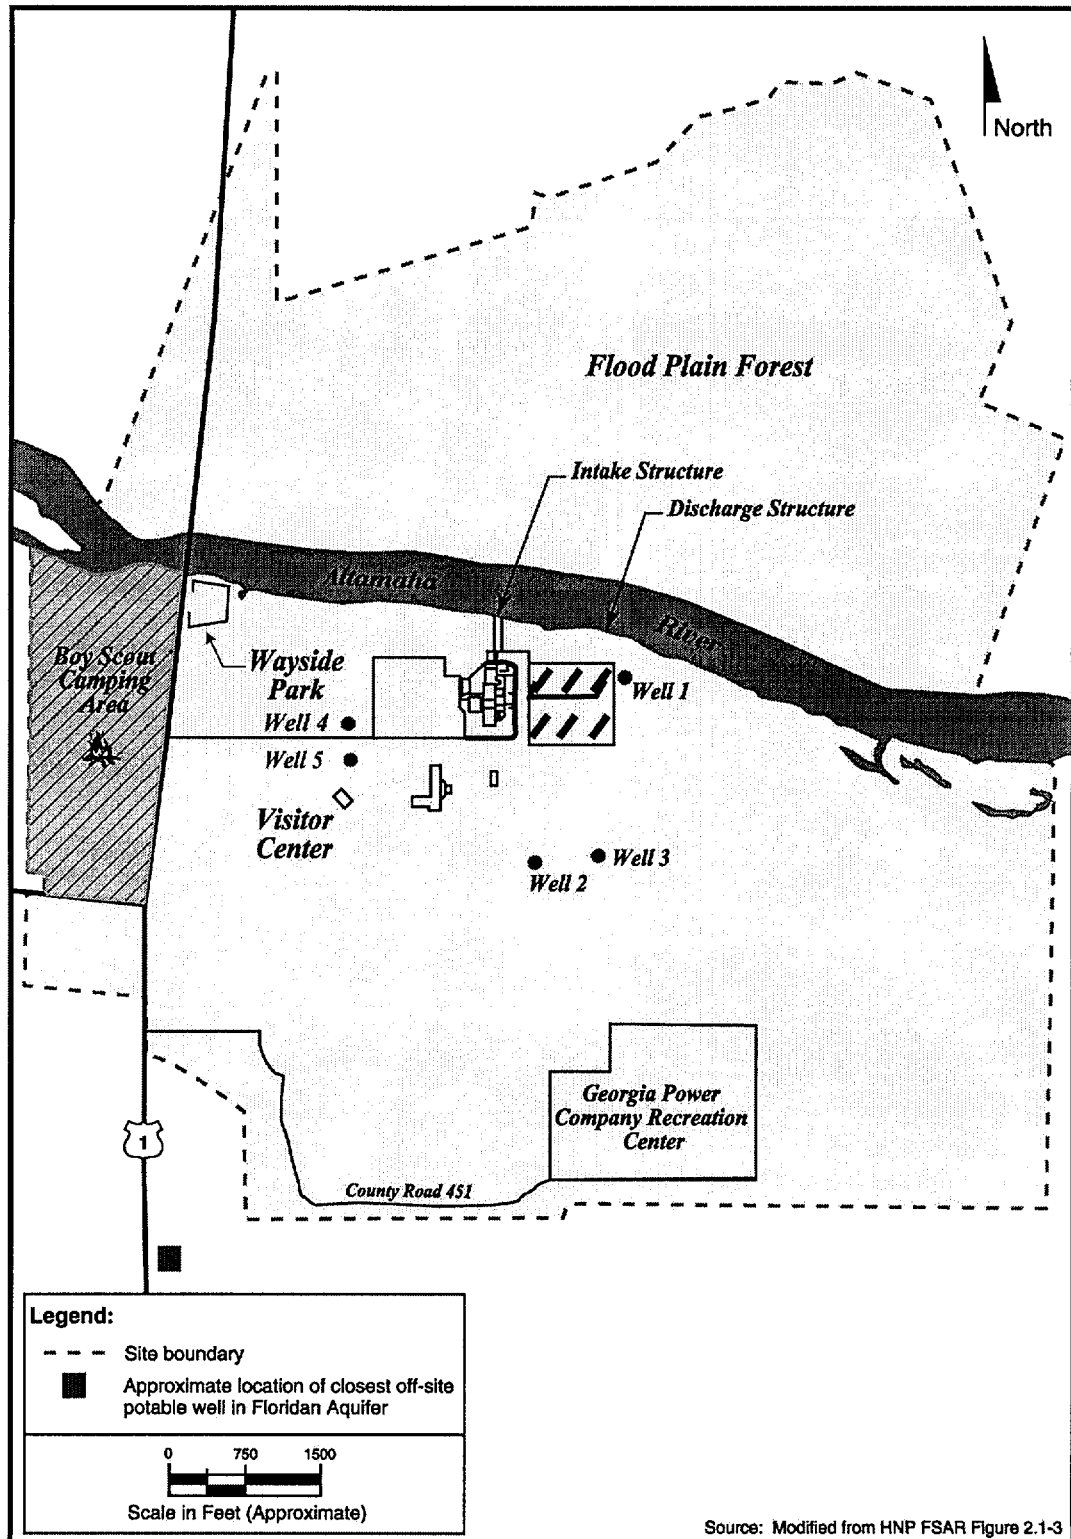 North
Flood Plain Forest
Intake Structure
Discharge Structure
Altamaha
River
Boy Scout
Camping
Area
Wayside
Park
Well 1
Well 4
Well 5
Visitor
Center
Well 3
Well 2
Georgia Power
Company Recreation
Center
1
County Road 451
Legend:
Site boundary
Approximate location of closest off-site
potable well in Floridan Aquifer
0 750 1500
Scale in Feet (Approximate)
Source: Modified from HNP FSAR Figure 2.1-3